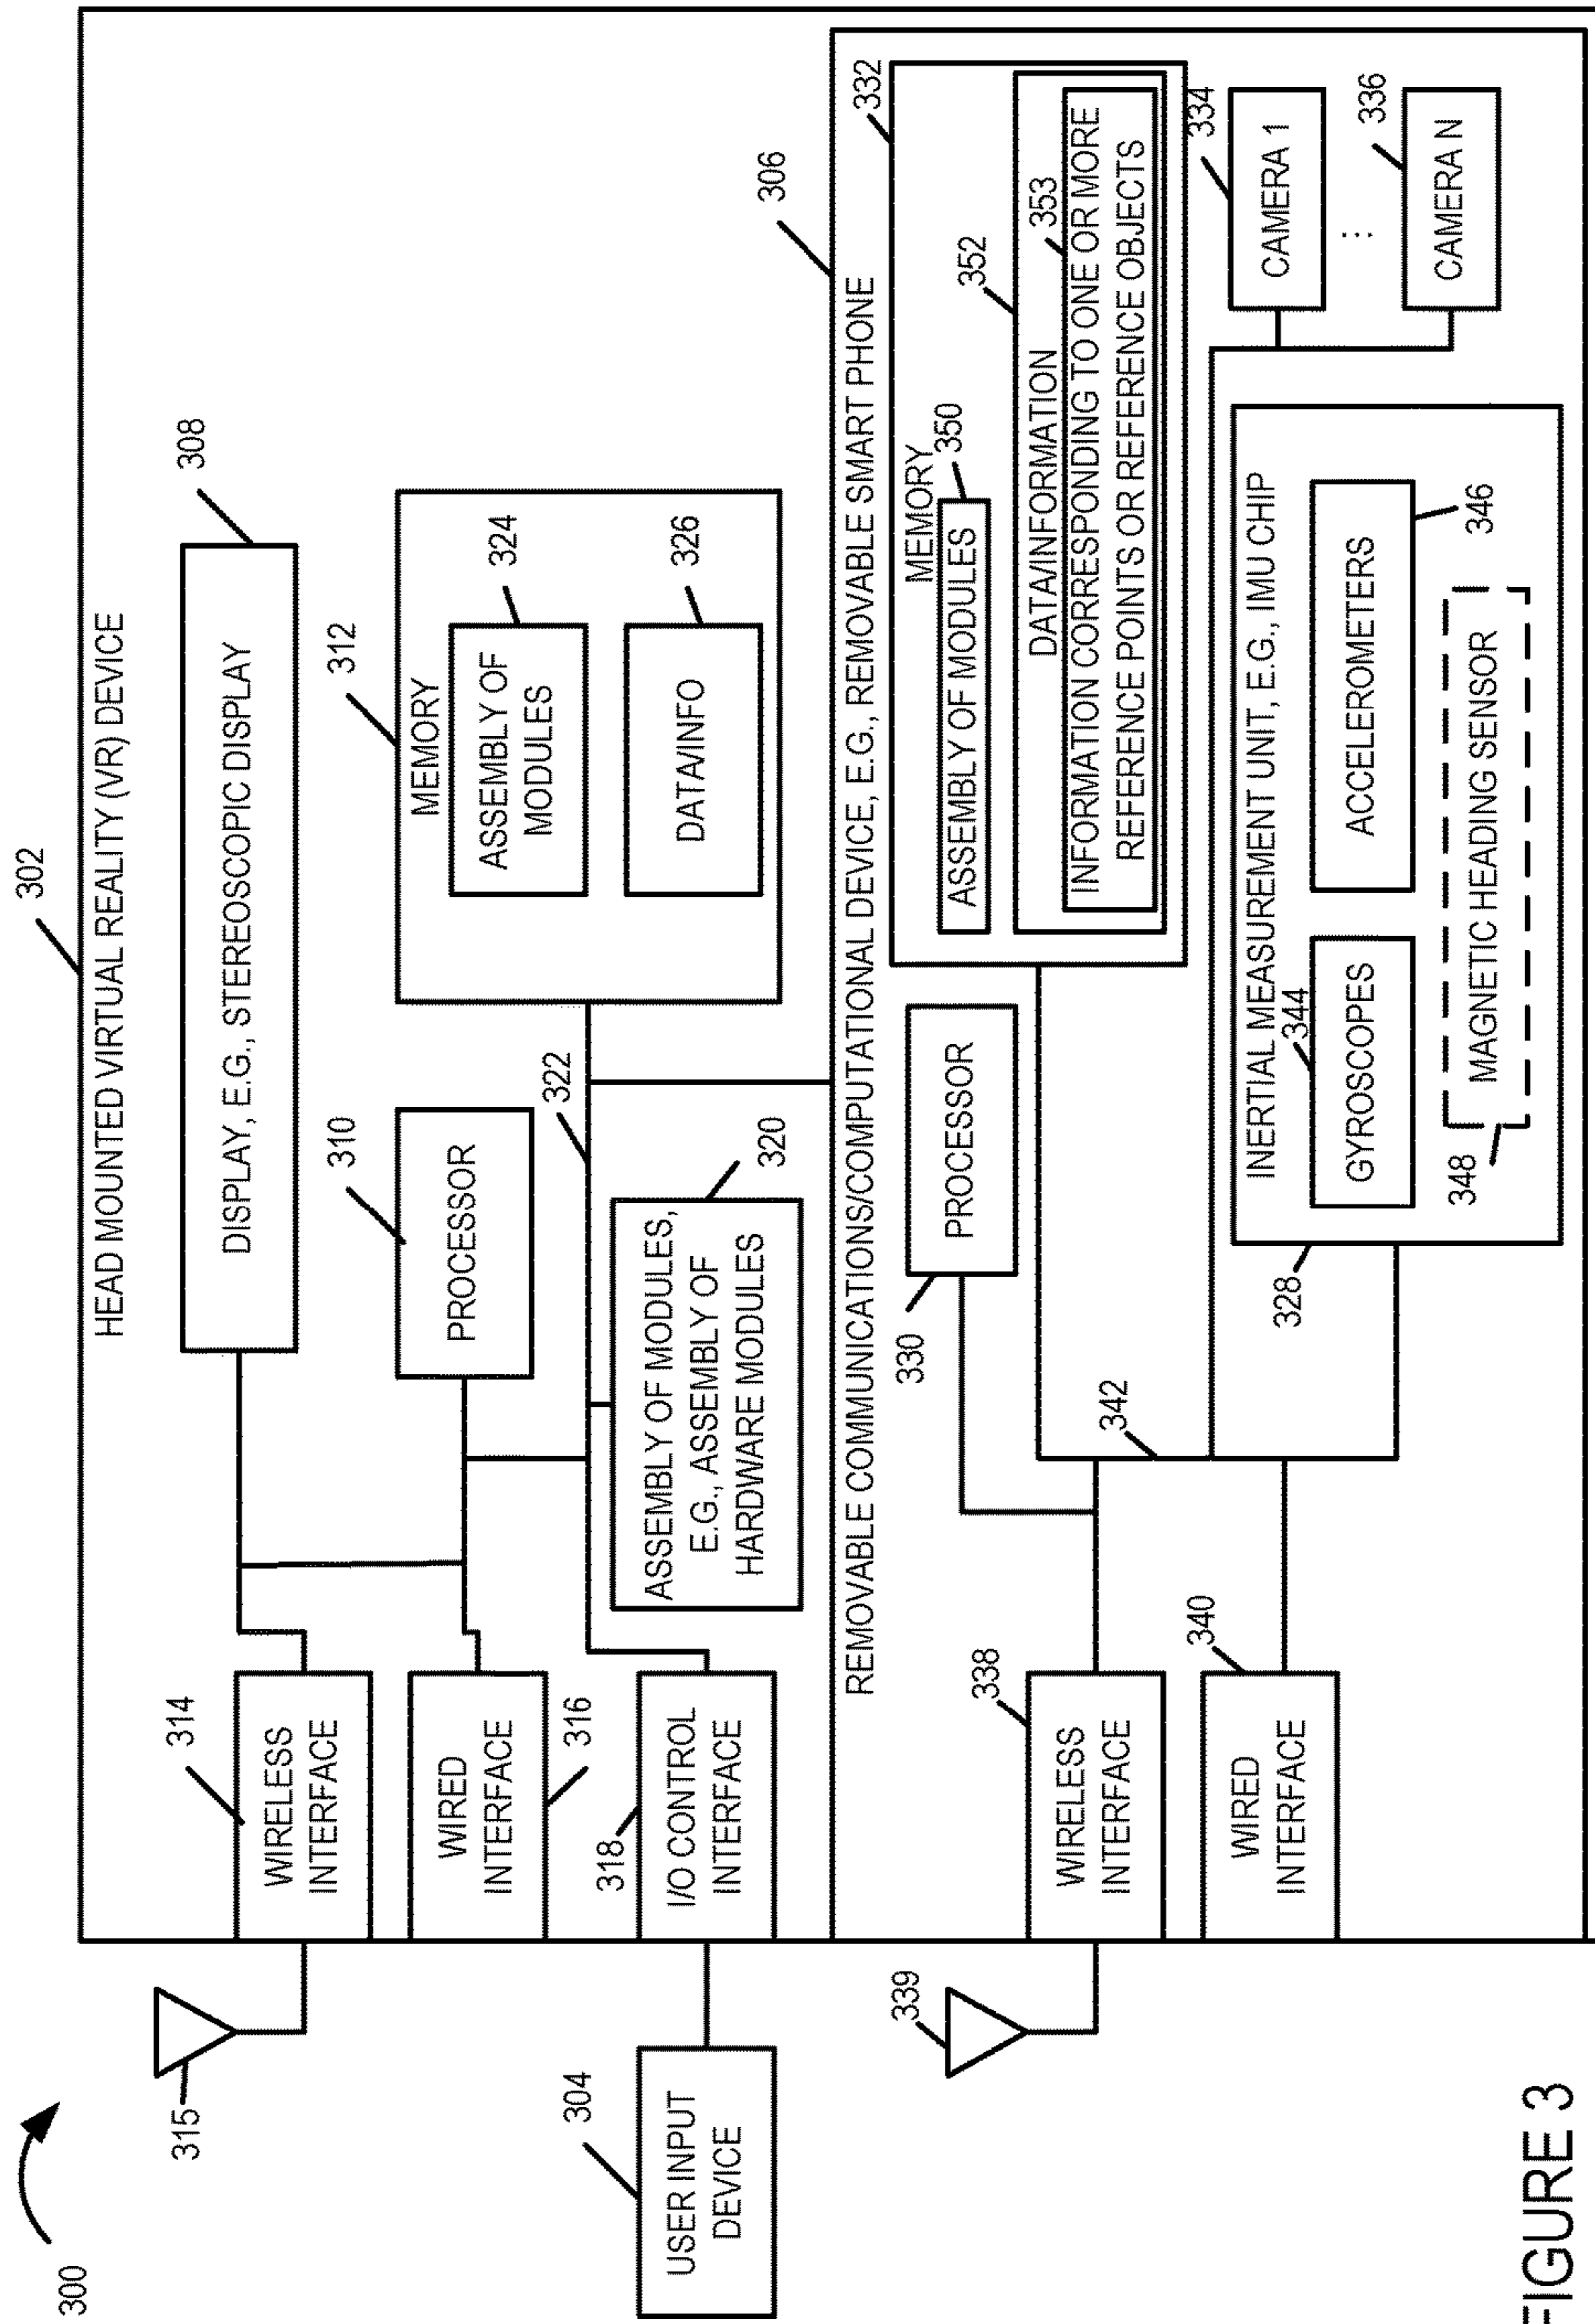 300
302
HEAD MOUNTED VIRTUAL REALITY (VR) DEVICE
308
DISPLAY, E.G., STEREOSCOPIC DISPLAY
315
314
WIRELESS
INTERFACE
310
PROCESSOR
312
MEMORY
324
ASSEMBLY OF
MODULES
326
DATA/INFO
WIRED
INTERFACE
316
322
304
USER INPUT
DEVICE
318
I/O CONTROL
INTERFACE
320
ASSEMBLY OF MODULES,
E.G., ASSEMBLY OF
HARDWARE MODULES
306
REMOVABLE COMMUNICATIONS/COMPUTATIONAL DEVICE, E.G., REMOVABLE SMART PHONE
332
MEMORY
350
ASSEMBLY OF MODULES
352
DATA/INFORMATION
353
INFORMATION CORRESPONDING TO ONE OR MORE
REFERENCE POINTS OR REFERENCE OBJECTS
330
PROCESSOR
339
338
WIRELESS
INTERFACE
342
340
WIRED
INTERFACE
334
CAMERA 1
...
336
CAMERA N
328
INERTIAL MEASUREMENT UNIT, E.G., IMU CHIP
344
GYROSCOPES
ACCELEROMETERS
346
348
MAGNETIC HEADING SENSOR
FIGURE 3